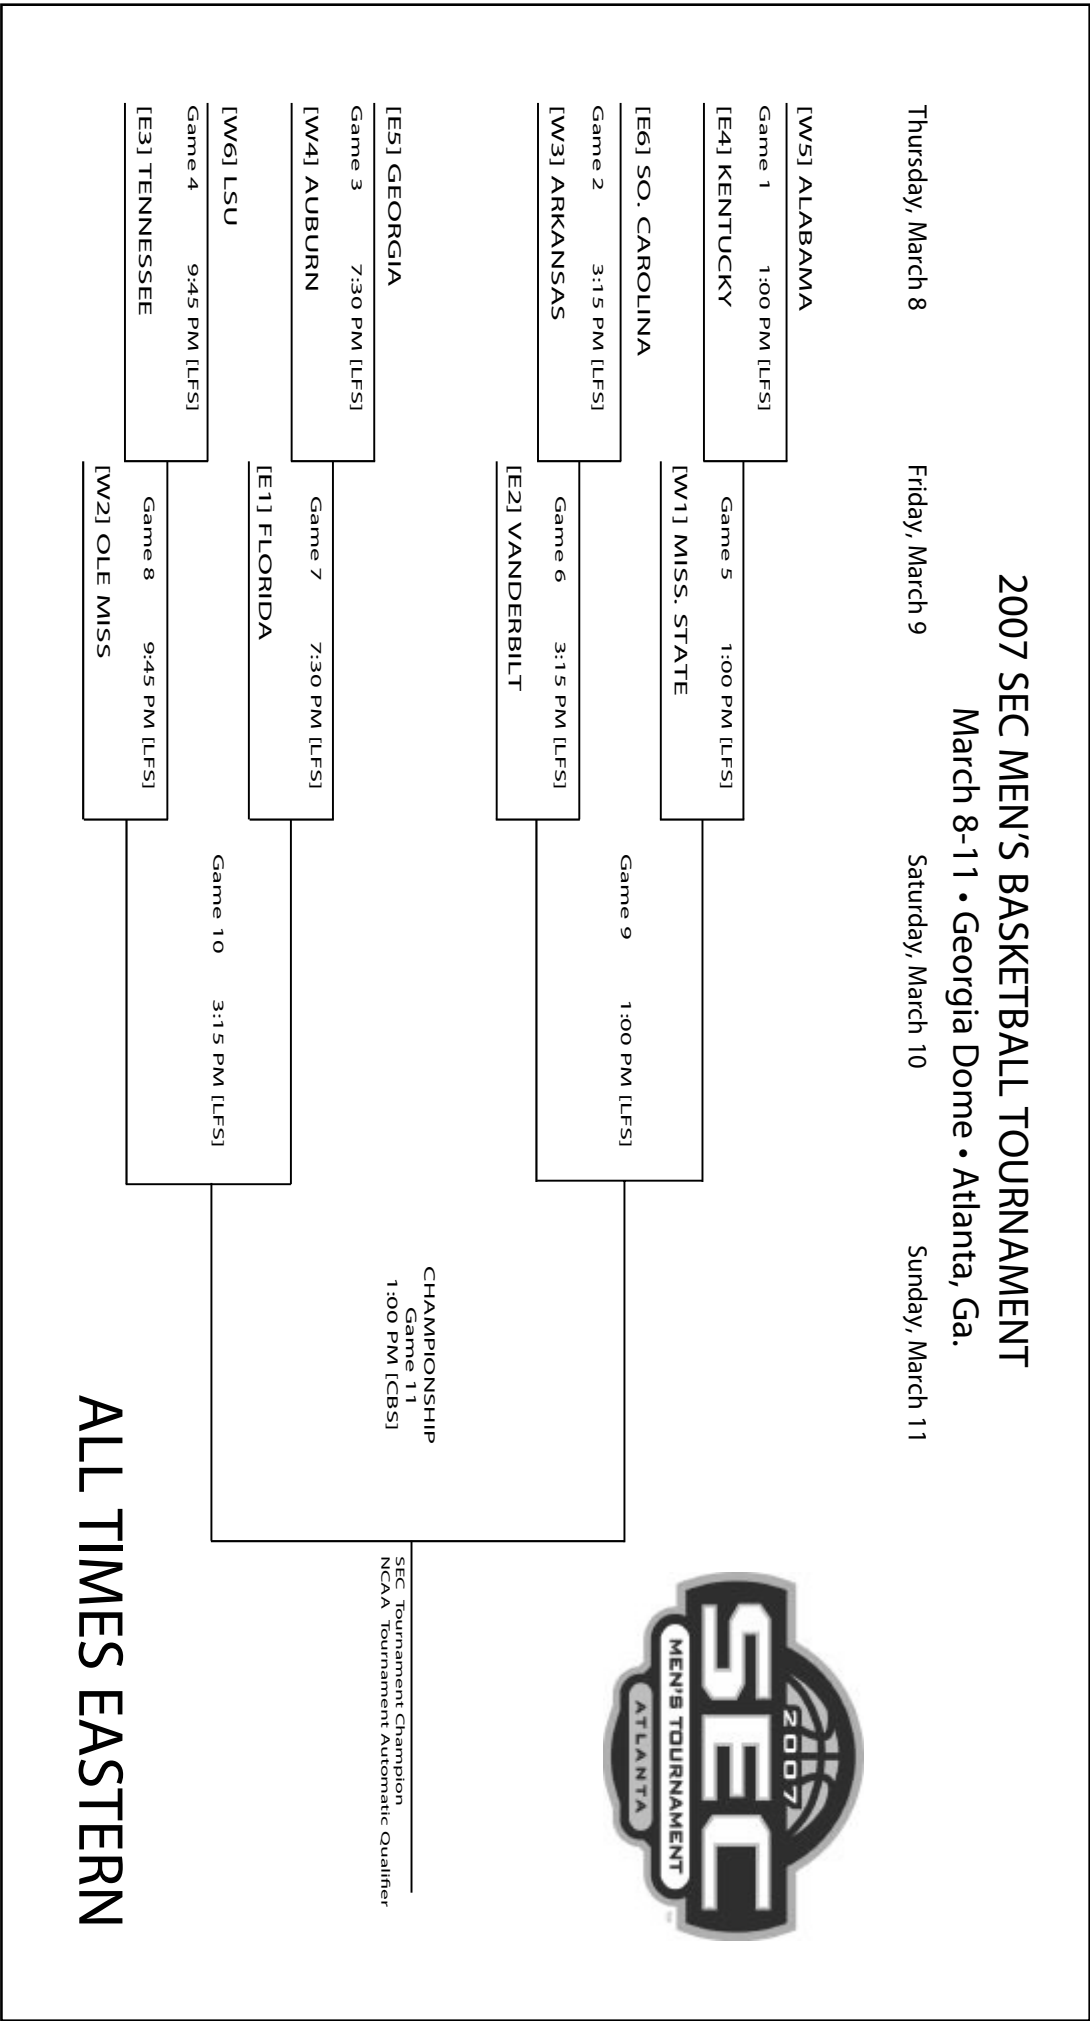 2007 SEC MEN'S BASKETBALL TOURNAMENT
March 8-11 • Georgia Dome • Atlanta, Ga.
Thursday, March 8
Friday, March 9
Saturday, March 10
Sunday, March 11
[W5] ALABAMA
Game 1 1:00 PM [LFS]
[E4] KENTUCKY
Game 5 1:00 PM [LFS]
[W1] MISS. STATE
[E6] SO. CAROLINA
Game 2 3:15 PM [LFS]
[W3] ARKANSAS
Game 6 3:15 PM [LFS]
[E2] VANDERBILT
Game 9 1:00 PM [LFS]
[E5] GEORGIA
Game 3 7:30 PM [LFS]
[W4] AUBURN
Game 7 7:30 PM [LFS]
[E1] FLORIDA
[W6] LSU
Game 4 9:45 PM [LFS]
[E3] TENNESSEE
Game 8 9:45 PM [LFS]
[W2] OLE MISS
Game 10 3:15 PM [LFS]
CHAMPIONSHIP
Game 11
1:00 PM [CBS]
SEC Tournament Champion
NCAA Tournament Automatic Qualifier
2007
SEC
MEN'S TOURNAMENT
ATLANTA
ALL TIMES EASTERN